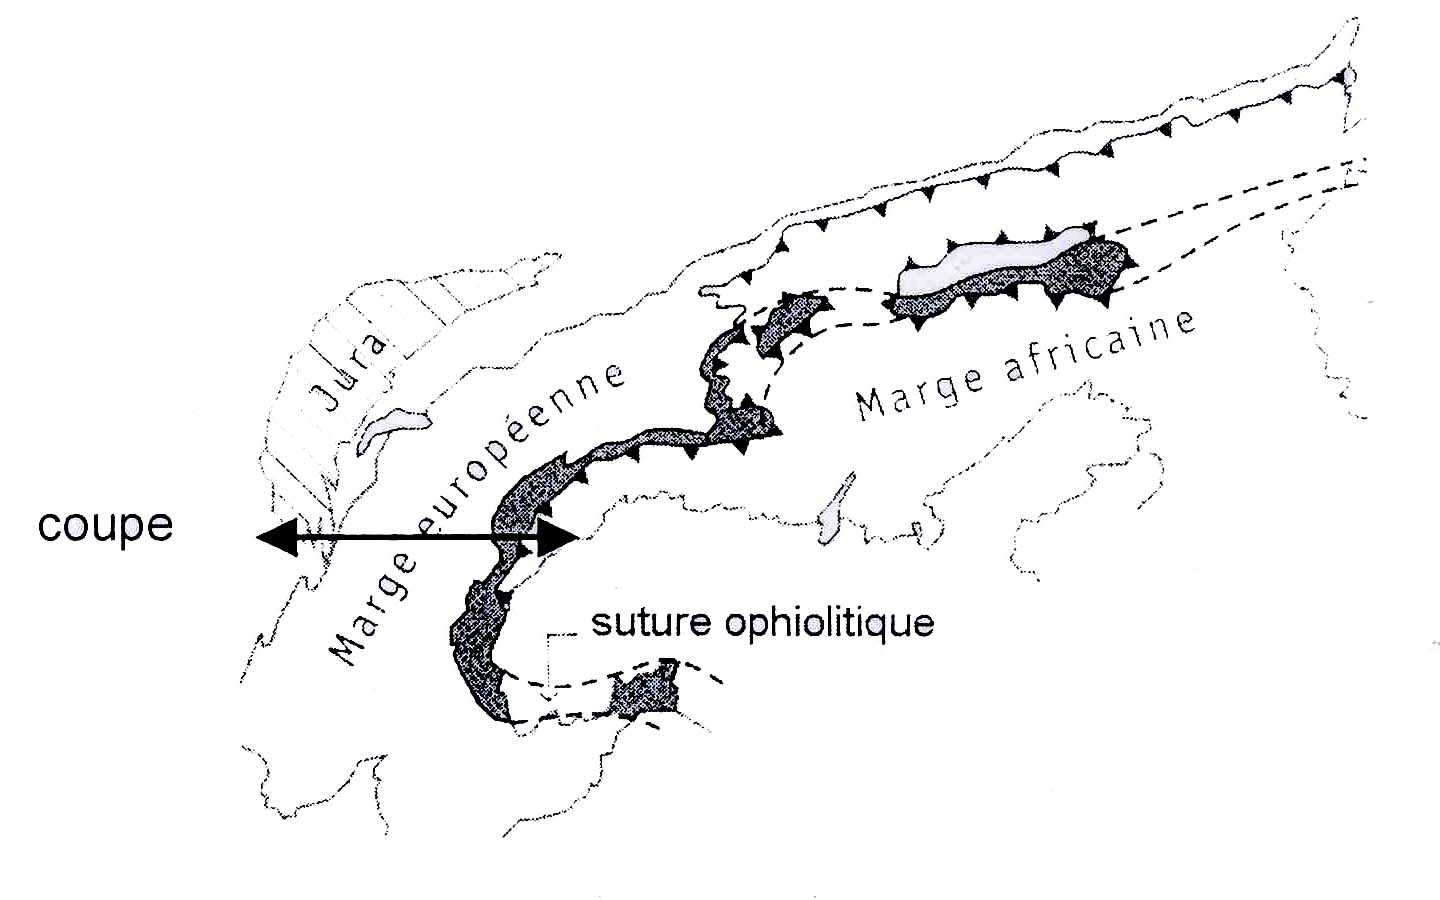 Jura
Marge européenne
Marge africaine
coupe
suture ophiolitique